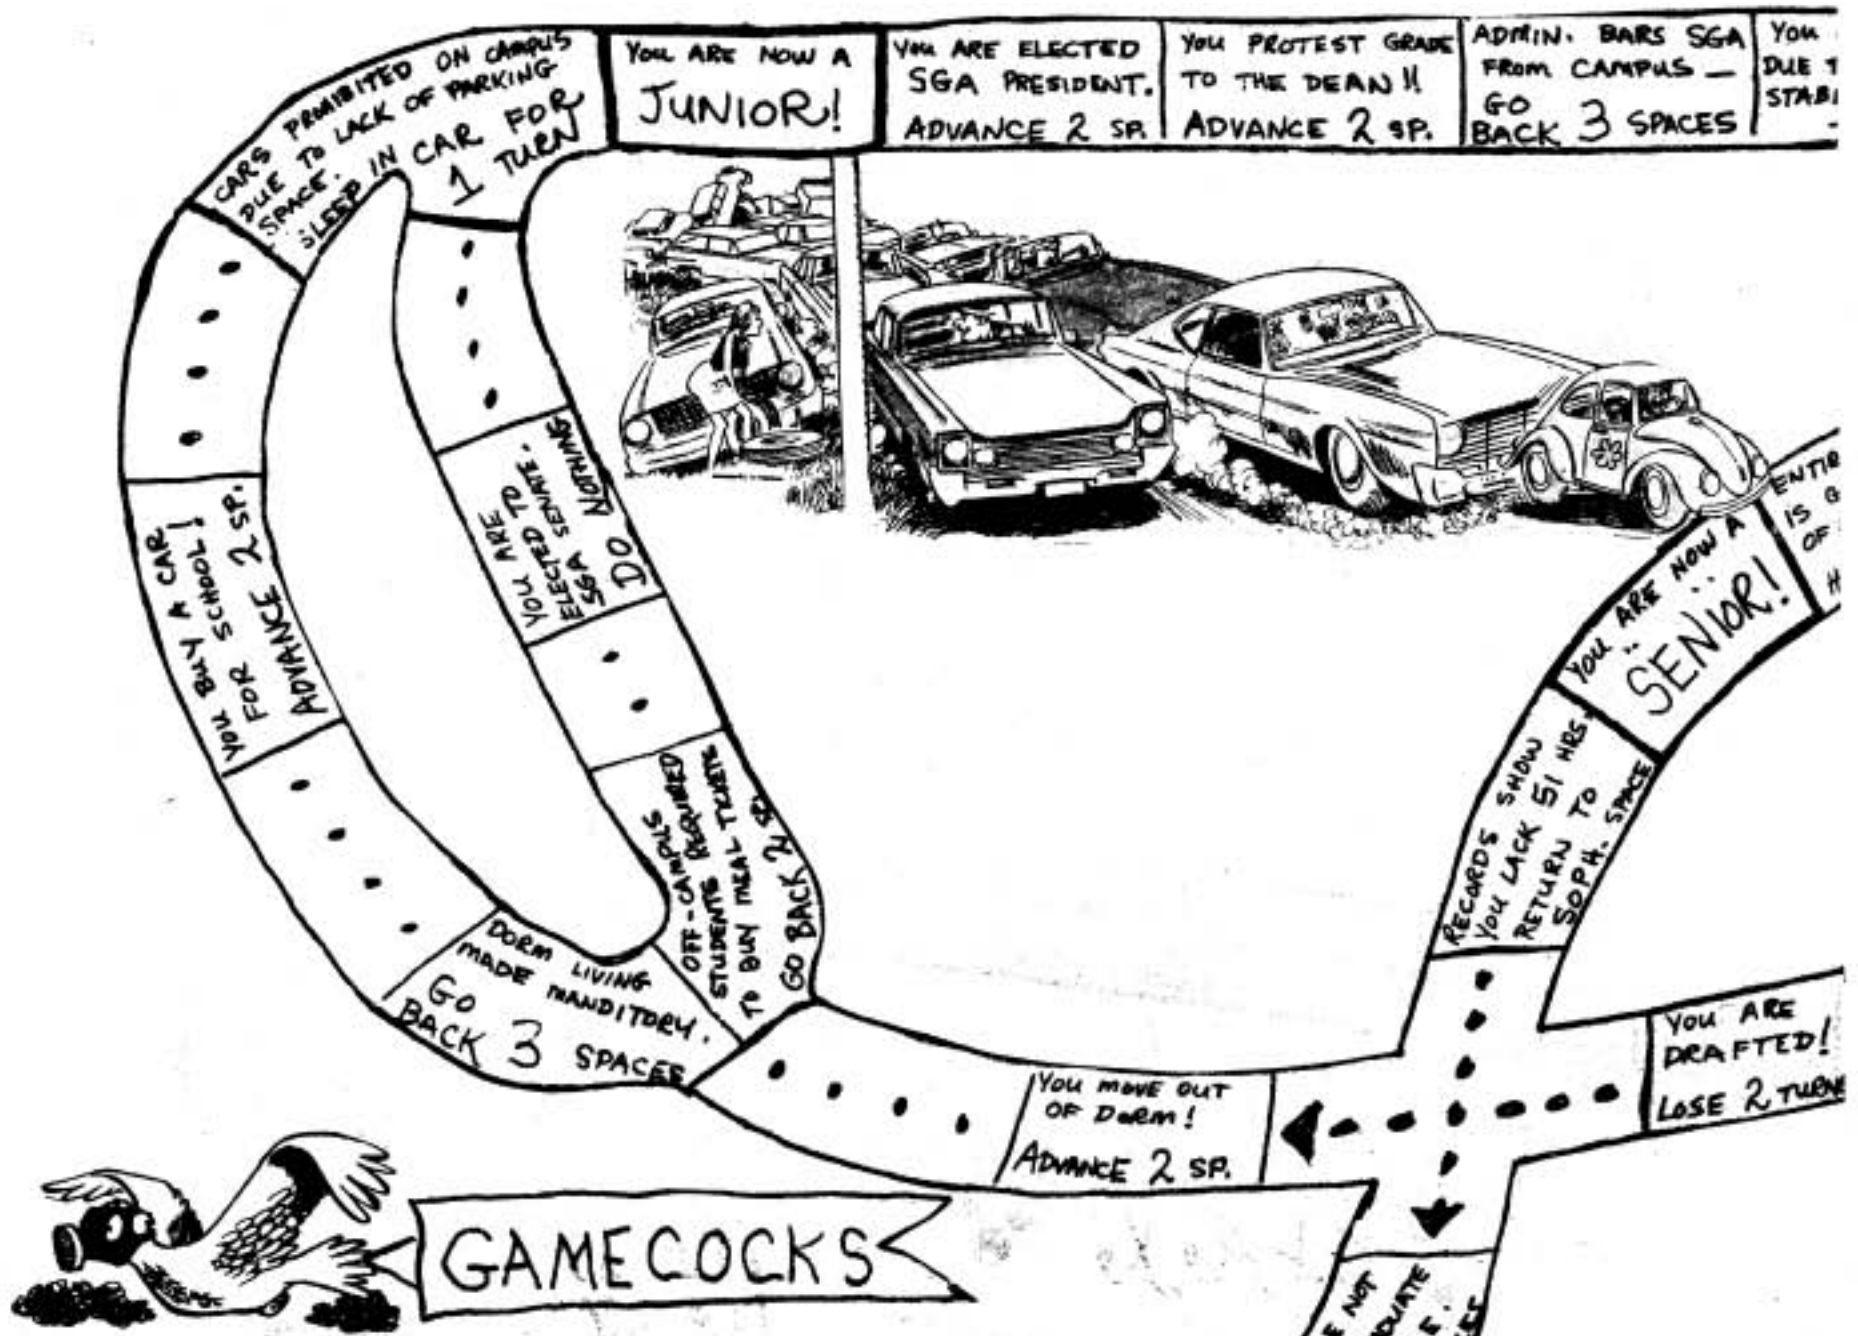 CARS PROHIBITED ON CAMPUS
DUE TO LACK OF PARKING
SPACE.
SLEEP IN CAR FOR
1 TURN
YOU ARE NOW A
JUNIOR!
YOU ARE ELECTED
SGA PRESIDENT.
ADVANCE 2 SP.
YOU PROTEST GRADE
TO THE DEAN!!
ADVANCE 2 SP.
ADMIN. BARS SGA
FROM CAMPUS —
GO
BACK 3 SPACES
YOU
DUE
YOU BUY A CAR
FOR SCHOOL!
ADVANCE 2 SP.
YOU ARE
ELECTED TO
SGA SENATE.
DO NOTHING
OFF-CAMPUS
STUDENTS REQUIRED
TO BUY MEAL TICKETS
GO BACK 2 SP.
DORM LIVING
MADE MANDITORY.
GO
BACK 3 SPACES
YOU MOVE OUT
OF DORM!
ADVANCE 2 SP.
IS
OF
YOU ARE NOW A
SENIOR!
RECORDS SHOW
YOU LACK 51 HRS.
RETURN TO
SOPH. SPACE
YOU ARE
DRAFTED!
LOSE 2 TURNS
NOT
GAMECOCKS